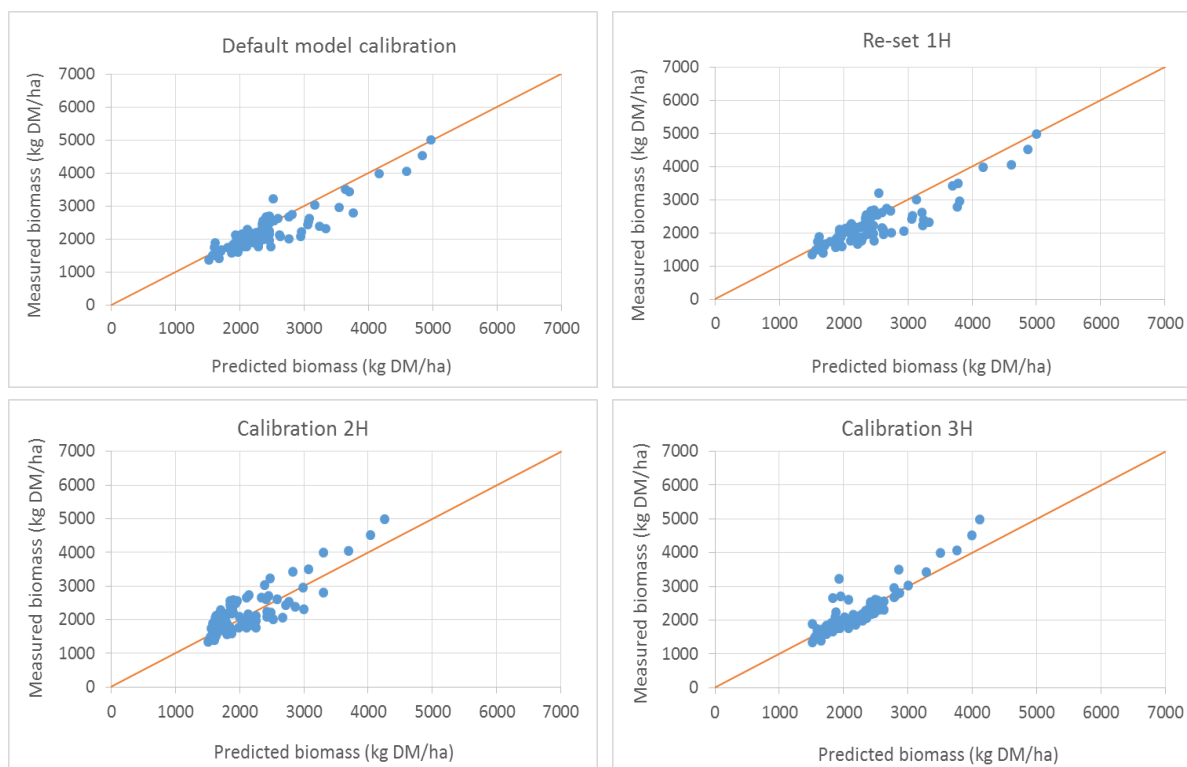 Default model calibration
Measured biomass (kg DM/ha)
7000
6000
5000
4000
3000
2000
1000
0
0 1000 2000 3000 4000 5000 6000 7000
Predicted biomass (kg DM/ha)
Re-set 1H
Measured biomass (kg DM/ha)
7000
6000
5000
4000
3000
2000
1000
0
0 1000 2000 3000 4000 5000 6000 7000
Predicted biomass (kg DM/ha)
Calibration 2H
Measured biomass (kg DM/ha)
7000
6000
5000
4000
3000
2000
1000
0
0 1000 2000 3000 4000 5000 6000 7000
Predicted biomass (kg DM/ha)
Calibration 3H
Measured biomass (kg DM/ha)
7000
6000
5000
4000
3000
2000
1000
0
0 1000 2000 3000 4000 5000 6000 7000
Predicted biomass (kg DM/ha)